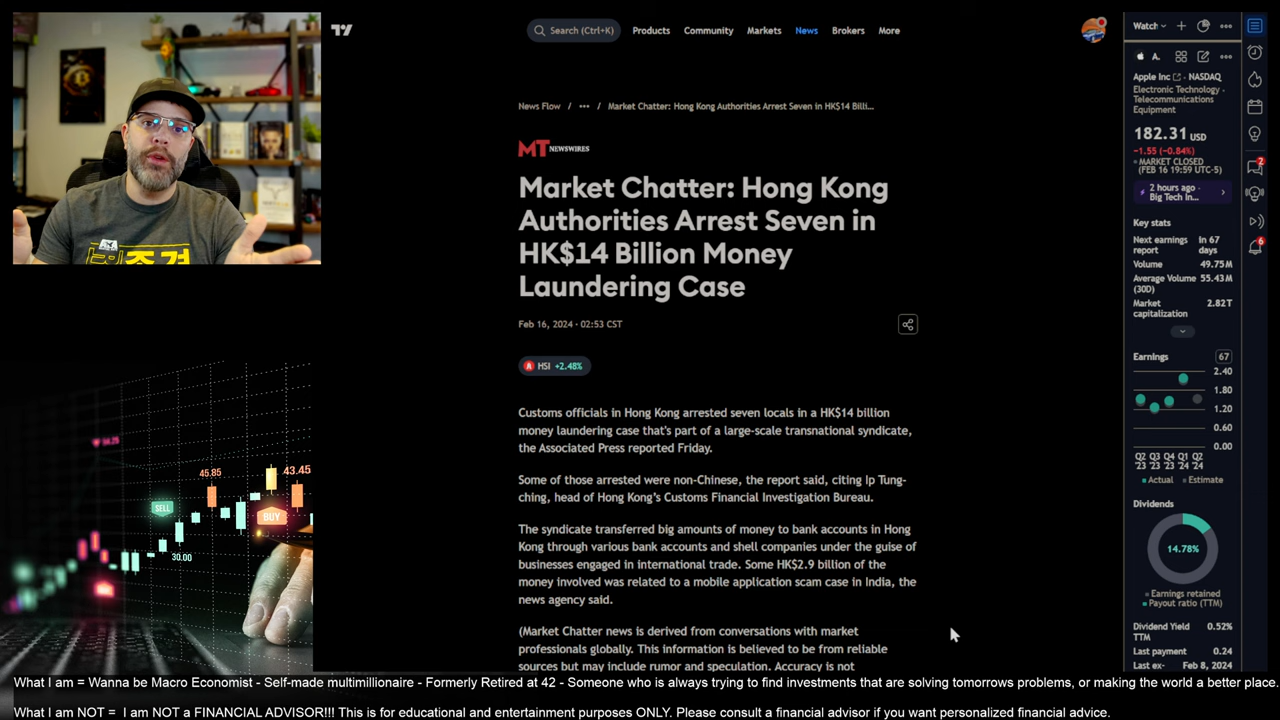 Search (Ctrl+K)
Products
Community
Markets
News
Brokers
More
News Flow / ··· / Market Chatter: Hong Kong Authorities Arrest Seven in HK$14 Billi...
MT NEWSWIRES
Market Chatter: Hong Kong
Authorities Arrest Seven in
HK$14 Billion Money
Laundering Case
Feb 16, 2024 · 02:53 CST
HSI +2.48%
Customs officials in Hong Kong arrested seven locals in a HK$14 billion
money laundering case that's part of a large-scale transnational syndicate,
the Associated Press reported Friday.
Some of those arrested were non-Chinese, the report said, citing Ip Tung-
ching, head of Hong Kong's Customs Financial Investigation Bureau.
The syndicate transferred big amounts of money to bank accounts in Hong
Kong through various bank accounts and shell companies under the guise of
businesses engaged in international trade. Some HK$2.9 billion of the
money involved was related to a mobile application scam case in India, the
news agency said.
(Market Chatter news is derived from conversations with market
professionals globally. This information is believed to be from reliable
sources but may include rumor and speculation. Accuracy is not
Watch
A.
Apple Inc · NASDAQ
Electronic Technology ·
Telecommunications
Equipment
182.31 USD
−1.55 (−0.84%)
MARKET CLOSED
(FEB 16 19:59 UTC-5)
2 hours ago ·
Big Tech In...
Key stats
Next earnings
report
In 67
days
Volume 49.75M
Average Volume
(30D)
55.43M
Market
capitalization
2.82T
Earnings 67
2.40
1.80
1.20
0.60
0.00
Q2 Q3 Q4 Q1 Q2
'23 '23 '23 '24 '24
Actual Estimate
Dividends
14.78%
Earnings retained
Payout ratio (TTM)
Dividend Yield
TTM
0.52%
Last payment 0.24
Last ex- Feb 8, 2024
2
6
45.85
43.45
SELL
BUY
30.00
What I am = Wanna be Macro Economist - Self-made multimillionaire - Formerly Retired at 42 - Someone who is always trying to find investments that are solving tomorrows problems, or making the world a better place.
What I am NOT = I am NOT a FINANCIAL ADVISOR!!! This is for educational and entertainment purposes ONLY. Please consult a financial advisor if you want personalized financial advice.